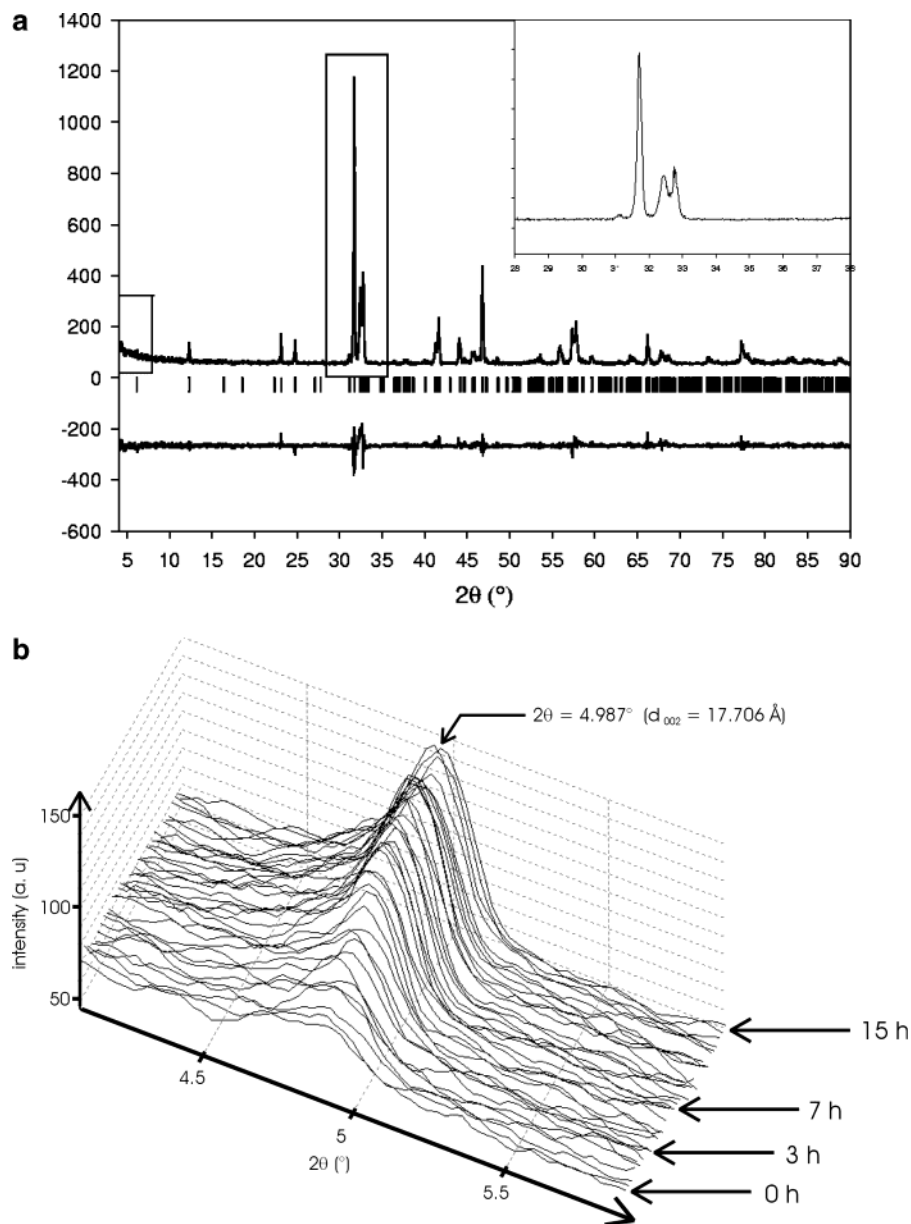 a
1400
1200
1000
800
600
400
200
0
-200
-400
-600
5 10 15 20 25 30 35 40 45 50 55 60 65 70 75 80 85 90
2θ (°)
28 29 30 31 32 33 34 35 36 37 38
b
2θ = 4.987° (d₀₀₂ = 17.706 Å)
150
100
50
intensity (a. u)
4.5
5
5.5
2θ (°)
15 h
7 h
3 h
0 h